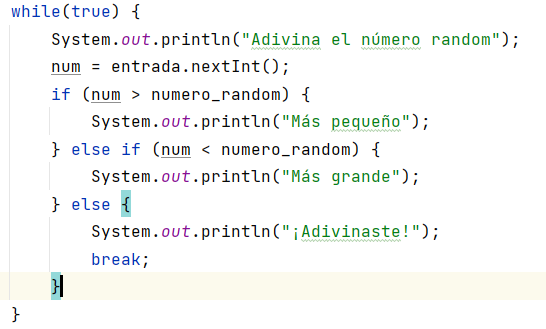 while(true) {
    System.out.println("Adivina el número random");
    num = entrada.nextInt();
    if (num > numero_random) {
        System.out.println("Más pequeño");
    } else if (num < numero_random) {
        System.out.println("Más grande");
    } else {
        System.out.println("¡Adivinaste!");
        break;
    }
}